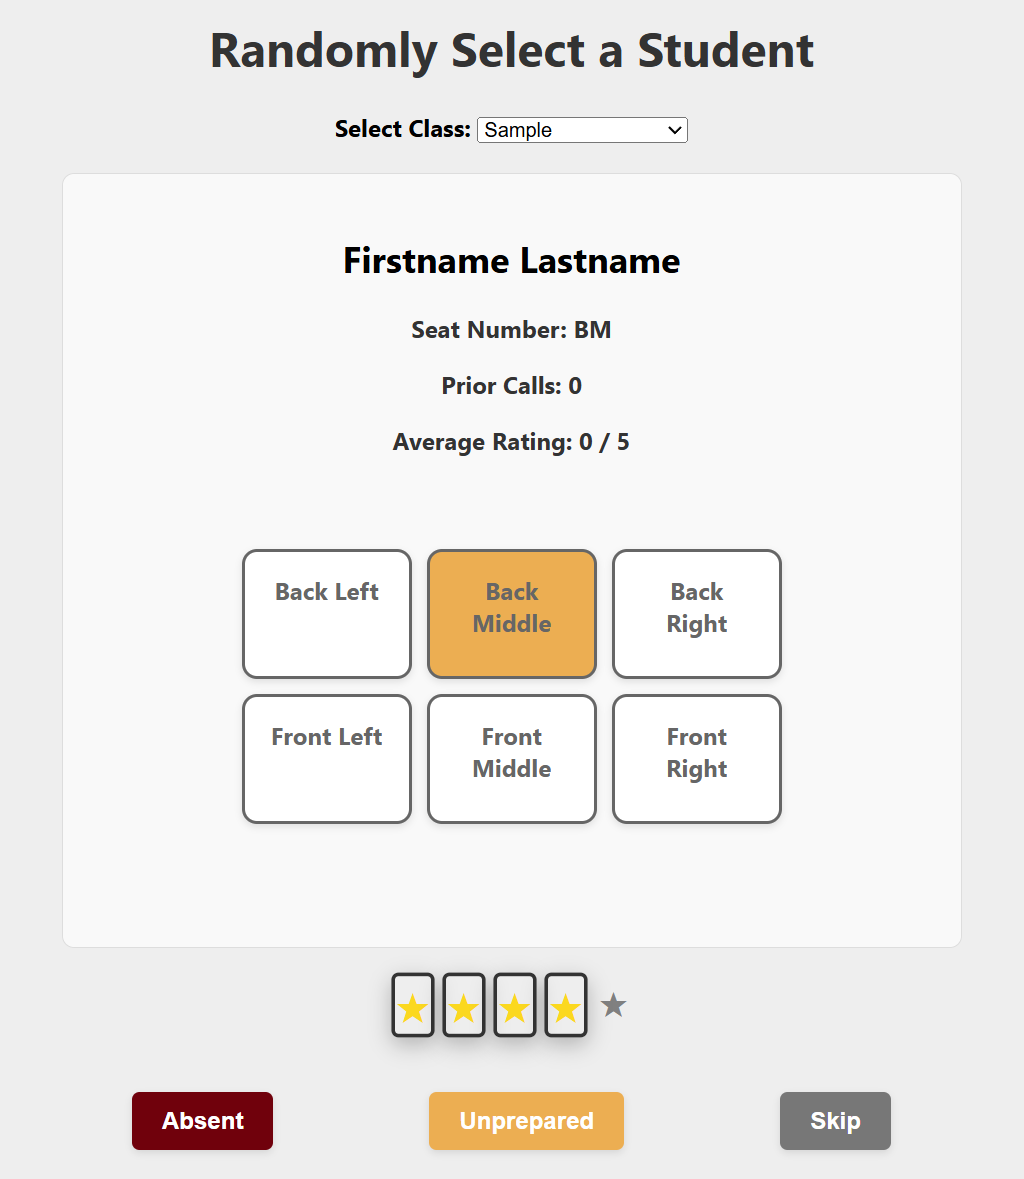 Randomly Select a Student
Select Class: Sample
Firstname Lastname
Seat Number: BM
Prior Calls: 0
Average Rating: 0 / 5
Back Left
Back
Middle
Back
Right
Front Left
Front
Middle
Front
Right
Absent
Unprepared
Skip